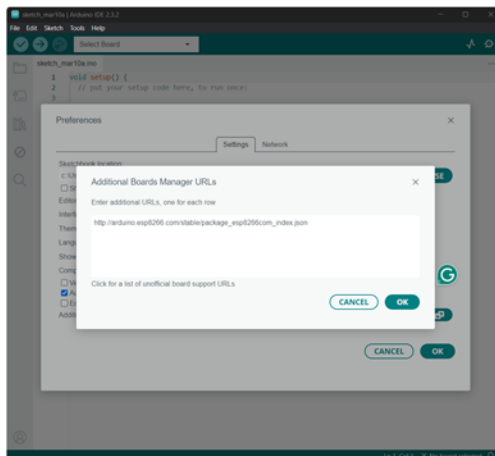 sketch_mar10a | Arduino IDE 2.3.2
File Edit Sketch Tools Help
Select Board
sketch_mar10a.ino
1 void setup() {
2 // put your setup code here, to run once:
3
Preferences
Settings Network
Sketchbook location
Additional Boards Manager URLs
Enter additional URLs, one for each row
http://arduino.esp8266.com/stable/package_esp8266com_index.json
Click for a list of unofficial board support URLs
CANCEL OK
CANCEL OK